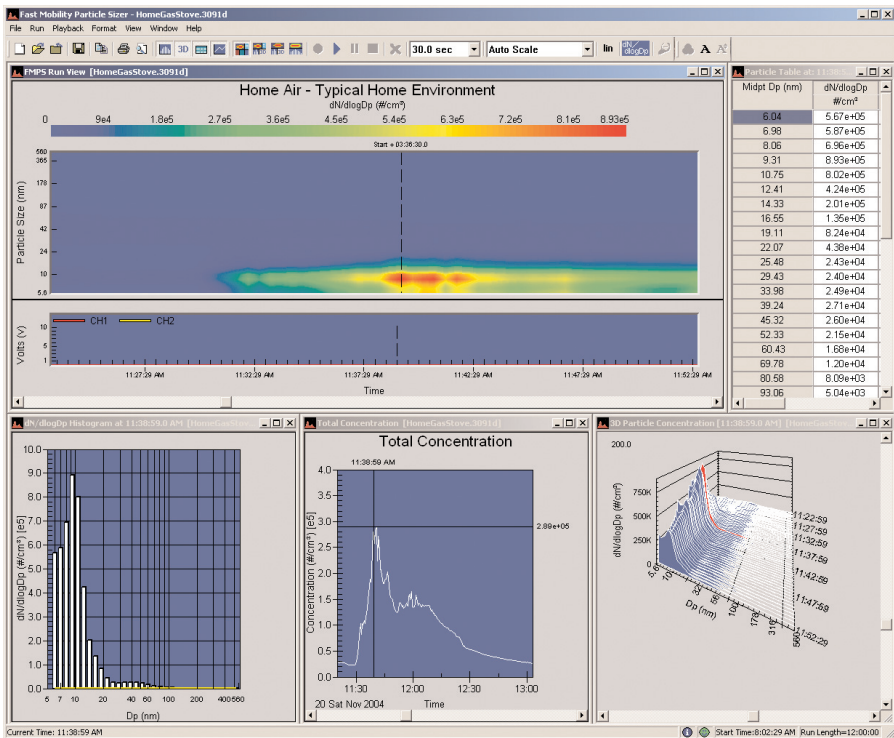 Fast Mobility Particle Sizer - HomeGasStove.3091d
File Run Playback Format View Window Help
3D 30.0 sec Auto Scale lin dN/dlogDp A A
FMPS Run View [HomeGasStove.3091d]
Home Air - Typical Home Environment
dN/dlogDp (#/cm³)
0 9e4 1.8e5 2.7e5 3.6e5 4.5e5 5.4e5 6.3e5 7.2e5 8.1e5 8.93e5
Start + 03:36:30.0
Particle Size (nm)
560
365
178
87
42
24
10
5.6
CH1 CH2
Volts (v)
10
5
1
11:27:29 AM 11:32:29 AM 11:37:29 AM 11:42:29 AM 11:47:29 AM 11:52:29 AM
Time
Particle Table at: 11:38:5
Midpt Dp (nm) dN/dlogDp
#/cm³
6.04 5.67e+05
6.98 5.87e+05
8.06 6.96e+05
9.31 8.93e+05
10.75 8.02e+05
12.41 4.24e+05
14.33 2.01e+05
16.55 1.35e+05
19.11 8.24e+04
22.07 4.38e+04
25.48 2.43e+04
29.43 2.40e+04
33.98 2.49e+04
39.24 2.71e+04
45.32 2.60e+04
52.33 2.15e+04
60.43 1.68e+04
69.78 1.20e+04
80.58 8.09e+03
93.06 5.04e+03
dN/dlogDp Histogram at 11:38:59.0 AM [HomeGasStove
dN/dlogDp (#/cm³) [e5]
10.0
9.0
8.0
7.0
6.0
5.0
4.0
3.0
2.0
1.0
0.0
5 7 10 20 40 60 100 200 400 560
Dp (nm)
Total Concentration [HomeGasStove.3091d]
Total Concentration
11:38:59 AM
Concentration (#/cm³) [e5]
4.0
3.5
3.0
2.89e+05
2.5
2.0
1.5
1.0
0.5
0.0
11:30 12:00 12:30 13:00
20 Sat Nov 2004 Time
3D Particle Concentration [11:38:59.0 AM]
200.0
dN/dlogDp (#/cm³)
750K
500K
250K
0
5.6 10 32 56 100 178 316 560
Dp (nm)
11:22:59
11:27:59
11:32:59
11:37:59
11:42:59
11:47:59
11:52:29
Current Time: 11:38:59 AM
Start Time:8:02:29 AM Run Length=12:00:00